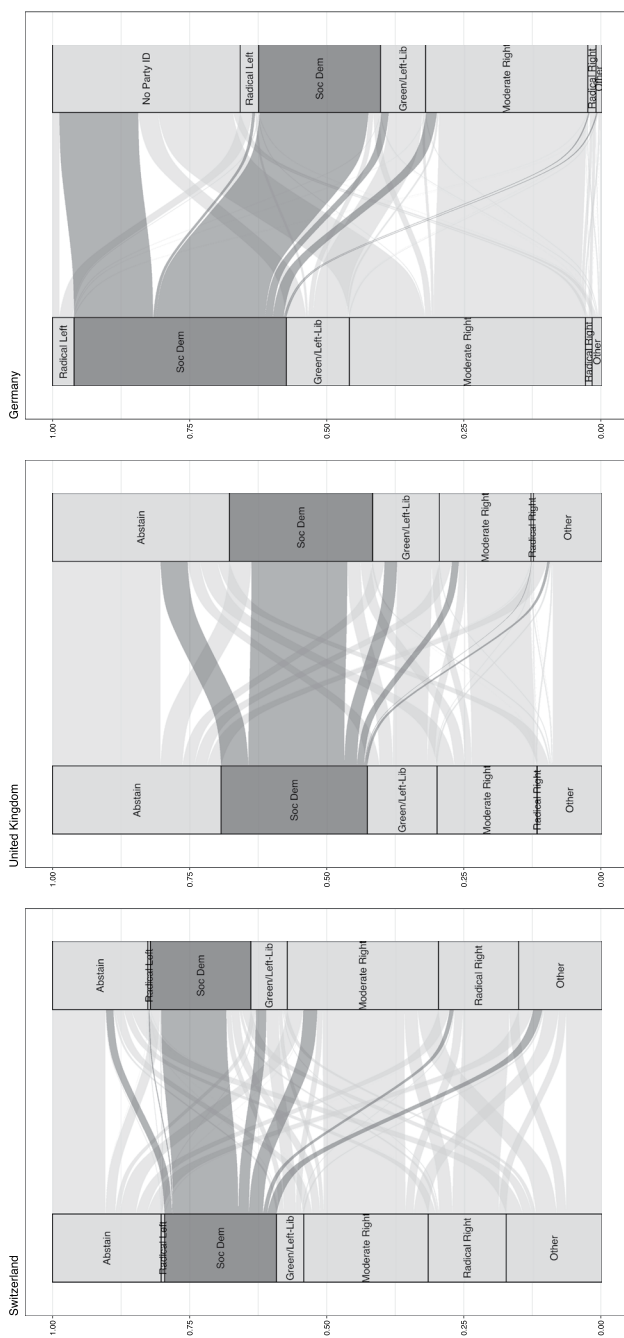 Switzerland
1.00
0.75
0.50
0.25
0.00
Abstain
Radical Left
Soc Dem
Green/Left-Lib
Moderate Right
Radical Right
Other
Abstain
Radical Left
Soc Dem
Green/Left-Lib
Moderate Right
Radical Right
Other
United Kingdom
1.00
0.75
0.50
0.25
0.00
Abstain
Soc Dem
Green/Left-Lib
Moderate Right
Radical Right
Other
Abstain
Soc Dem
Green/Left-Lib
Moderate Right
Radical Right
Other
Germany
1.00
0.75
0.50
0.25
0.00
Radical Left
Soc Dem
Green/Left-Lib
Moderate Right
Radical Right
Other
No Party ID
Radical Left
Soc Dem
Green/Left-Lib
Moderate Right
Radical Right
Other